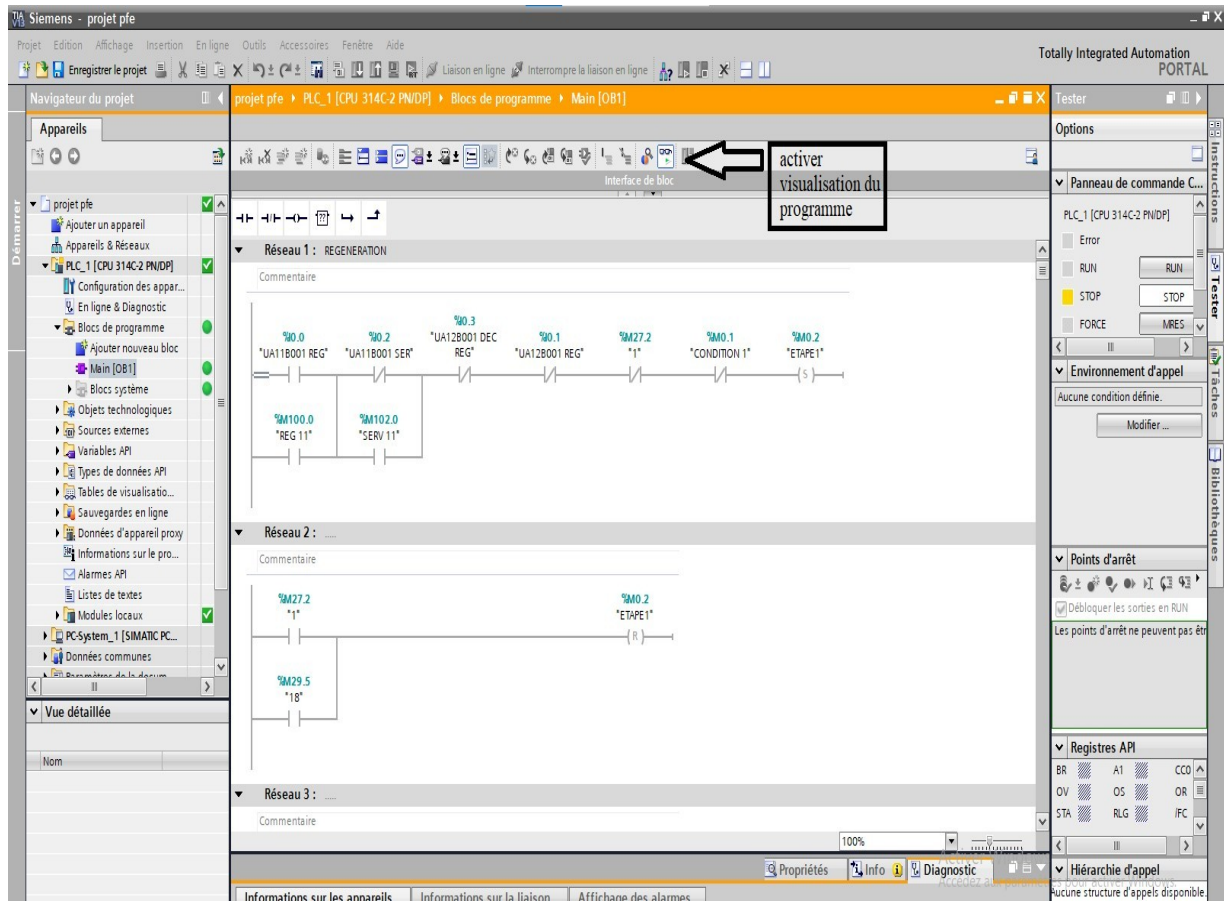 Siemens - projet pfe
Projet Edition Affichage Insertion En ligne Outils Accessoires Fenêtre Aide
Totally Integrated Automation
PORTAL
Enregistrer le projet
Liaison en ligne
Interrompre la liaison en ligne
Navigateur du projet
projet pfe PLC_1 [CPU 314C-2 PN/DP] Blocs de programme Main [OB1]
Tester
Appareils
Options
activer
visualisation du
programme
Interface de bloc
Démarrer
projet pfe
Ajouter un appareil
Appareils & Réseaux
PLC_1 [CPU 314C-2 PN/DP]
Configuration des appar...
En ligne & Diagnostic
Blocs de programme
Ajouter nouveau bloc
Main [OB1]
Blocs système
Objets technologiques
Sources externes
Variables API
Types de données API
Tables de visualisatio...
Sauvegardes en ligne
Données d'appareil proxy
Informations sur le pro...
Alarmes API
Listes de textes
Modules locaux
PC-System_1 [SIMATIC PC...
Données communes
Vue détaillée
Nom
Réseau 1 : REGENERATION
Commentaire
%I0.0
"UA11B001 REG"
%I0.2
"UA11B001 SER"
%I0.3
"UA12B001 DEC
REG"
%I0.1
"UA12B001 REG"
%M27.2
"1"
%M0.1
"CONDITION 1"
%M0.2
"ETAPE1"
( S )
%M100.0
"REG 11"
%M102.0
"SERV 11"
Réseau 2 : .....
Commentaire
%M27.2
"1"
%M0.2
"ETAPE1"
( R )
%M29.5
"18"
Réseau 3 : .....
Commentaire
100%
Propriétés
Info
Diagnostic
Informations sur les appareils
Informations sur la liaison
Affichage des alarmes
Panneau de commande C...
PLC_1 [CPU 314C-2 PN/DP]
Error
RUN RUN
STOP STOP
FORCE MRES
Environnement d'appel
Aucune condition définie.
Modifier ...
Points d'arrêt
Débloquer les sorties en RUN
Les points d'arrêt ne peuvent pas êtr
Registres API
BR A1 CC0
OV OS OR
STA RLG /FC
Hiérarchie d'appel
Aucune structure d'appels disponible.
Instructions
Tester
Tâches
Bibliothèques